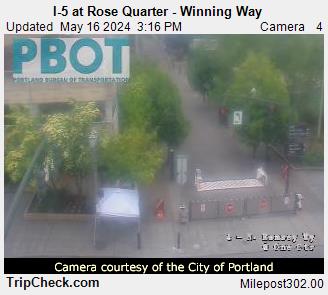 I-5 at Rose Quarter - Winning Way
Updated May 16 2024 3:16 PM Camera 4
PBOT
PORTLAND BUREAU OF TRANSPORTATION
Camera courtesy of the City of Portland
TripCheck.com Milepost302.00